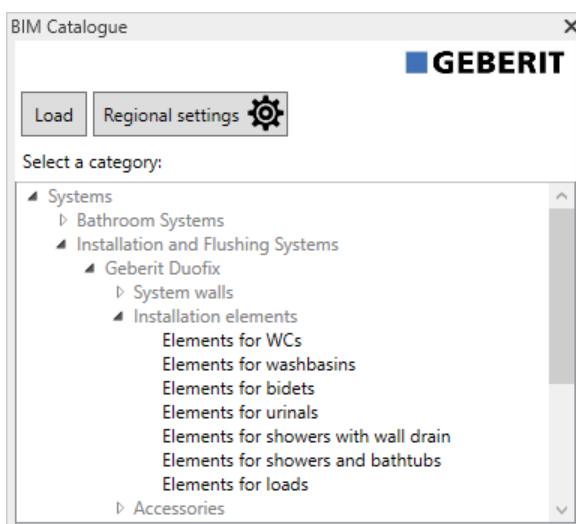 BIM Catalogue
GEBERIT
Load
Regional settings
Select a category:
Systems
Bathroom Systems
Installation and Flushing Systems
Geberit Duofix
System walls
Installation elements
Elements for WCs
Elements for washbasins
Elements for bidets
Elements for urinals
Elements for showers with wall drain
Elements for showers and bathtubs
Elements for loads
Accessories